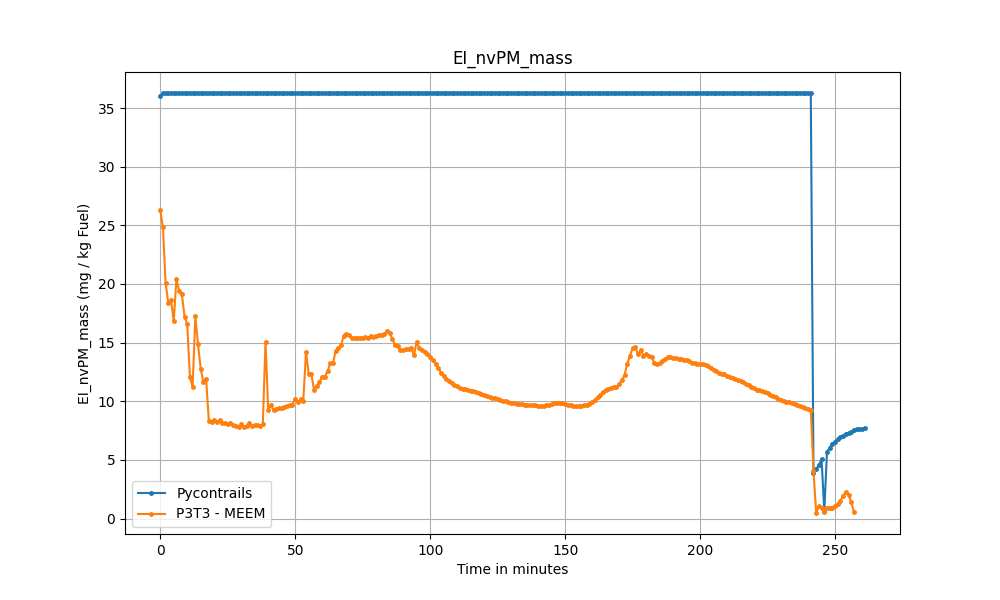 EI_nvPM_mass
EI_nvPM_mass (mg / kg Fuel)
35
30
25
20
15
10
5
0
Pycontrails
P3T3 - MEEM
0 50 100 150 200 250
Time in minutes